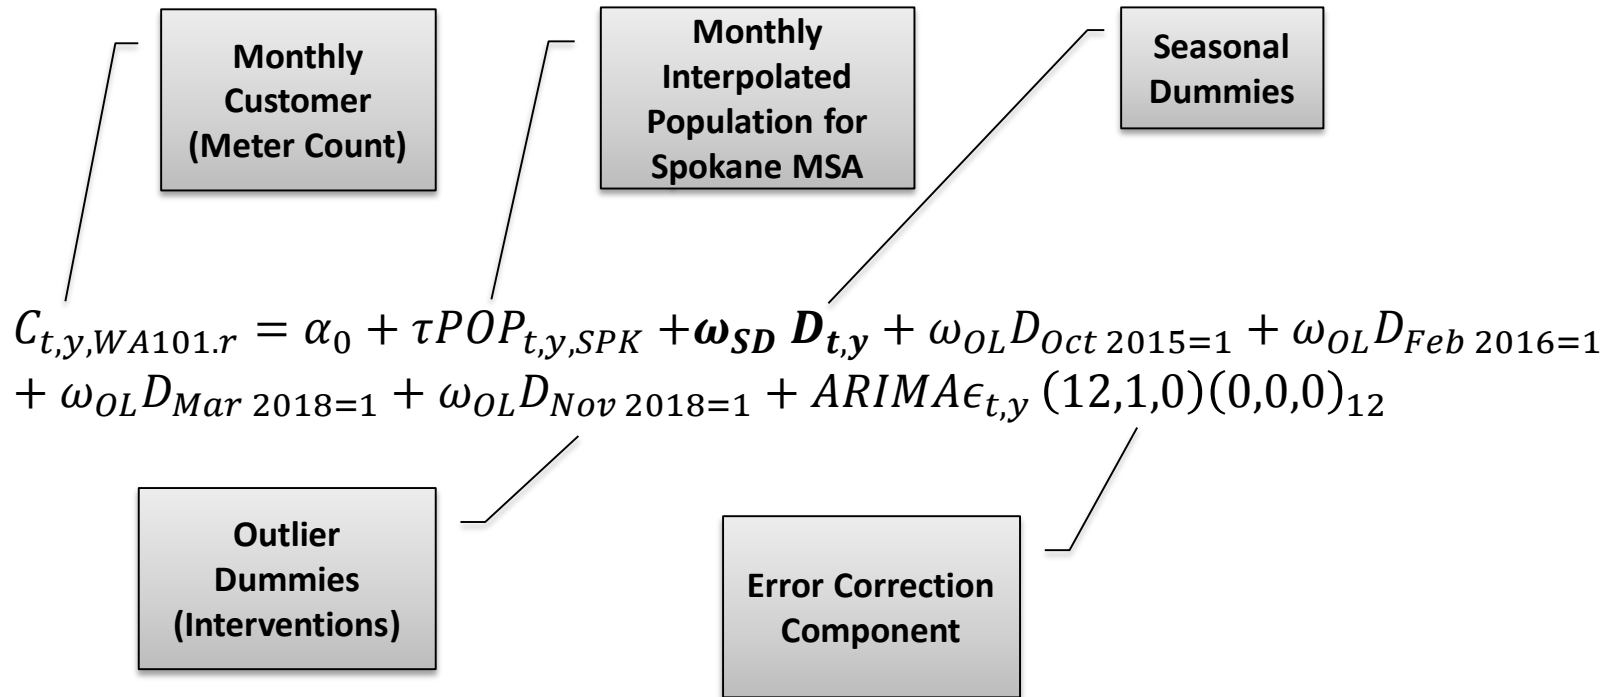 Monthly
Customer
(Meter Count)
Monthly
Interpolated
Population for
Spokane MSA
Seasonal
Dummies
C_{t,y,WA101.r} = α_0 + τPOP_{t,y,SPK} +ω_{SD} D_{t,y} + ω_{OL}D_{Oct 2015=1} + ω_{OL}D_{Feb 2016=1}
+ ω_{OL}D_{Mar 2018=1} + ω_{OL}D_{Nov 2018=1} + ARIMAϵ_{t,y} (12,1,0)(0,0,0)_{12}
Outlier
Dummies
(Interventions)
Error Correction
Component